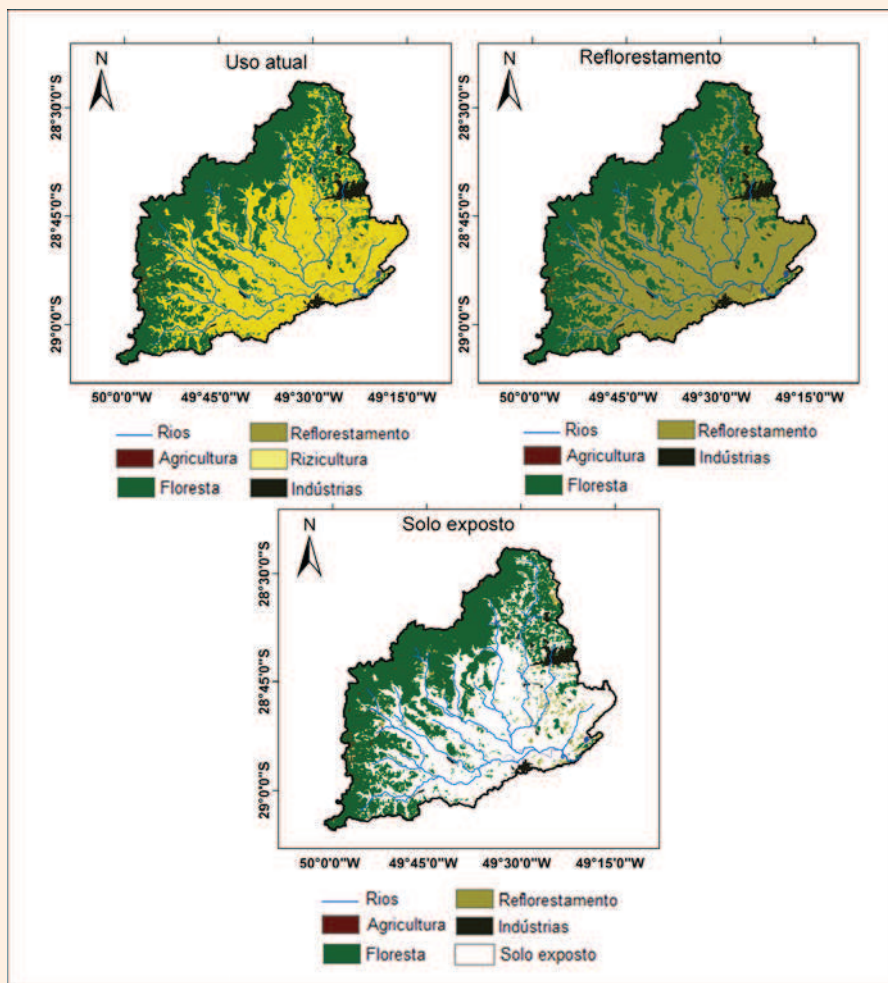 N
Uso atual
28°30'0"S
28°45'0"S
29°0'0"S
50°0'0"W 49°45'0"W 49°30'0"W 49°15'0"W
Rios
Reflorestamento
Agricultura
Rizicultura
Floresta
Indústrias
N
Reflorestamento
28°30'0"S
28°45'0"S
29°0'0"S
50°0'0"W 49°45'0"W 49°30'0"W 49°15'0"W
Rios
Reflorestamento
Agricultura
Indústrias
Floresta
N
Solo exposto
28°30'0"S
28°45'0"S
29°0'0"S
50°0'0"W 49°45'0"W 49°30'0"W 49°15'0"W
Rios
Reflorestamento
Agricultura
Indústrias
Floresta
Solo exposto